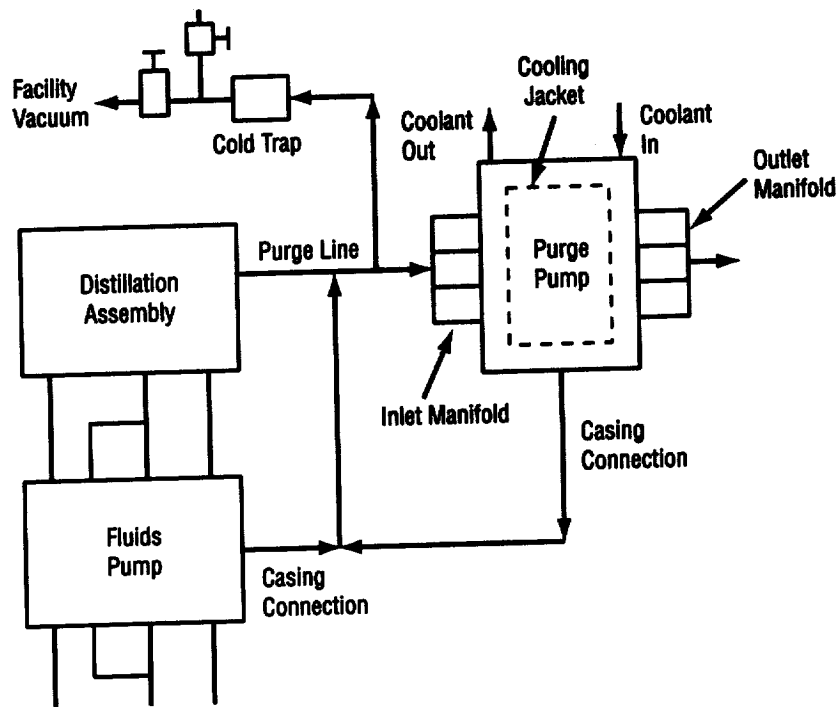 Facility
Vacuum
Cold Trap
Coolant
Out
Cooling
Jacket
Coolant
In
Outlet
Manifold
Distillation
Assembly
Purge Line
Purge
Pump
Inlet Manifold
Casing
Connection
Fluids
Pump
Casing
Connection